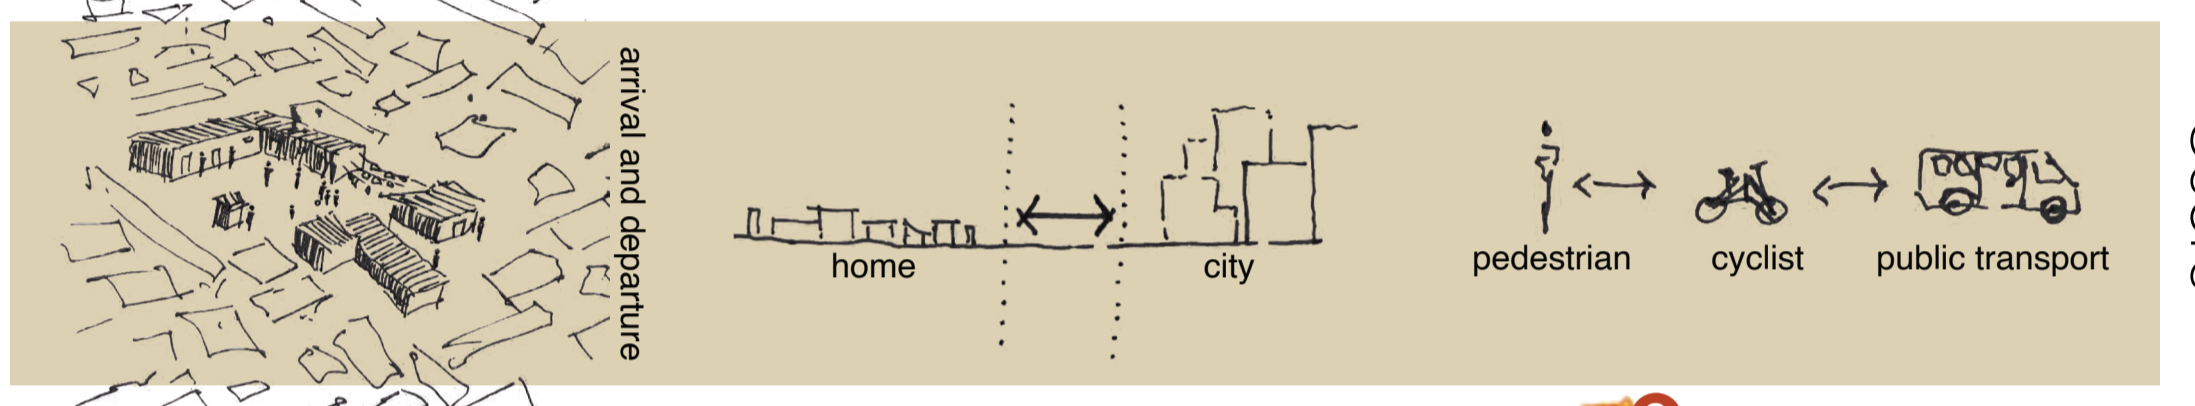 arrival and departure
home
city
pedestrian
cyclist
public transport